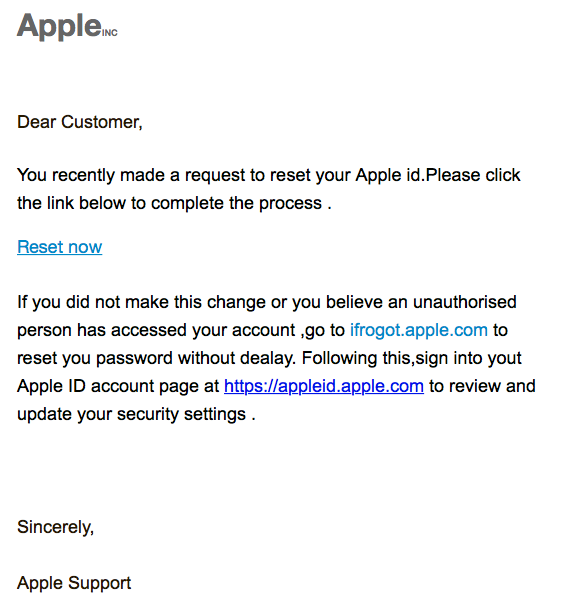 Apple INC
Dear Customer,
You recently made a request to reset your Apple id.Please click
the link below to complete the process .
Reset now
If you did not make this change or you believe an unauthorised
person has accessed your account ,go to ifrogot.apple.com to
reset you password without dealay. Following this,sign into yout
Apple ID account page at https://appleid.apple.com to review and
update your security settings .
Sincerely,
Apple Support